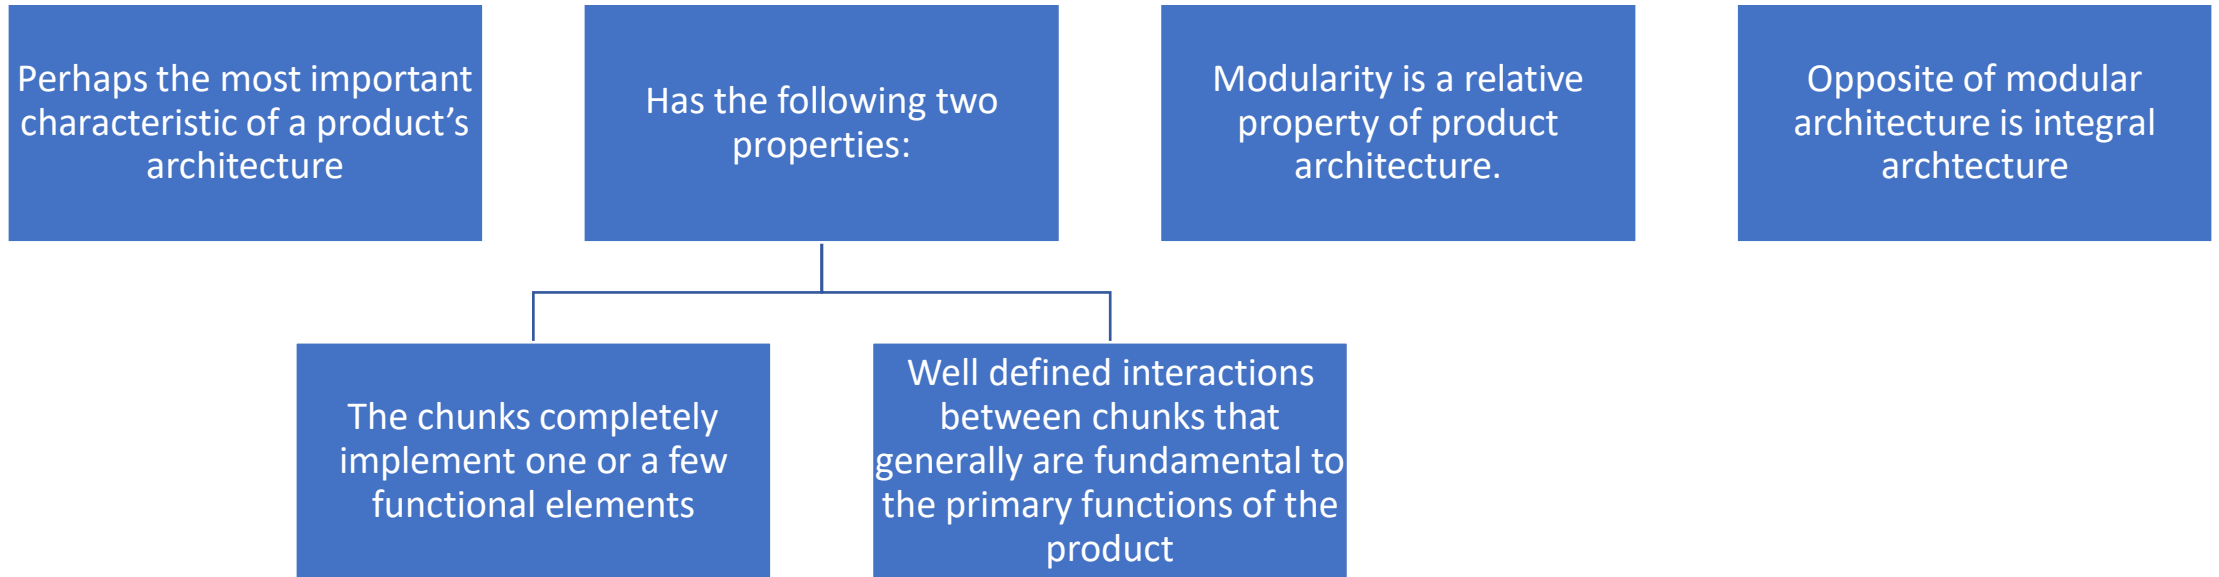 Perhaps the most important
characteristic of a product’s
architecture
Has the following two
properties:
Modularity is a relative
property of product
architecture.
Opposite of modular
architecture is integral
archtecture
The chunks completely
implement one or a few
functional elements
Well defined interactions
between chunks that
generally are fundamental to
the primary functions of the
product